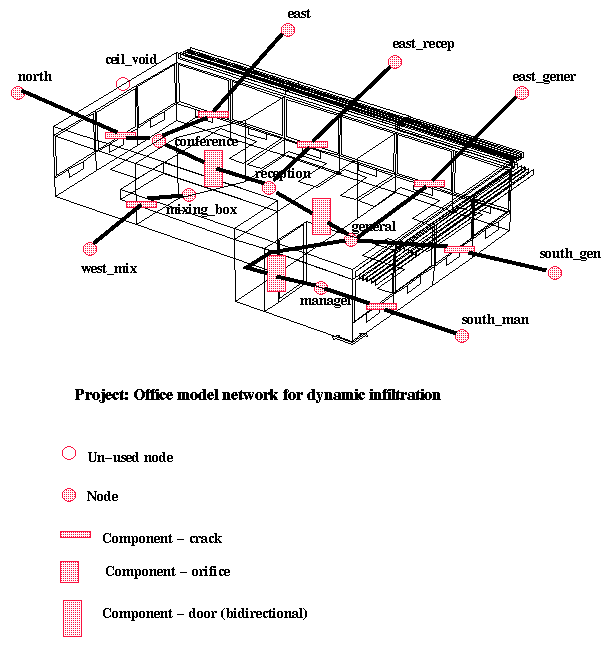 east
east_recep
ceil_void
north
east_gener
conference
reception
mixing_box
general
west_mix
south_gen
manager
south_man
Project: Office model network for dynamic infiltration
Un-used node
Node
Component - crack
Component - orifice
Component - door (bidirectional)